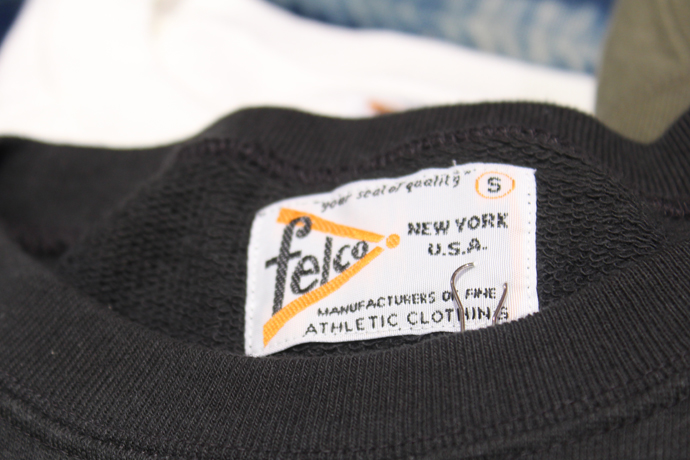 "your seal of quality"
S
felco
NEW YORK
U.S.A.
MANUFACTURERS OF FINE
ATHLETIC CLOTHING